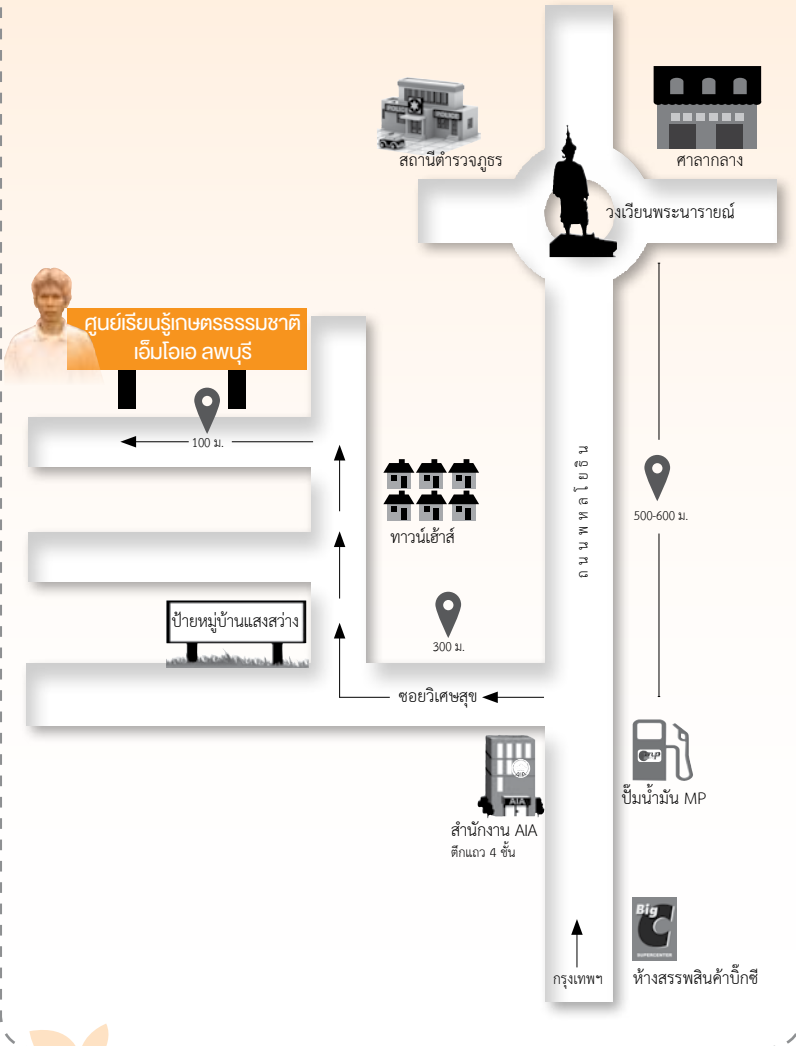 สถานีตำรวจภูธร
ศาลากลาง
วงเวียนพระนารายณ์
ศูนย์เรียนรู้เกษตรธรรมชาติ
เอ็มโอเอ ลพบุรี
100 ม.
ทาวน์เฮ้าส์
ถนนพหลโยธิน
500-600 ม.
ป้ายหมู่บ้านแสงสว่าง
300 ม.
ซอยวิเศษสุข
ปั๊มน้ำมัน MP
AIA
สำนักงาน AIA
ตึกแถว 4 ชั้น
Big
C
SUPERCENTER
กรุงเทพฯ
ห้างสรรพสินค้าบิ๊กซี